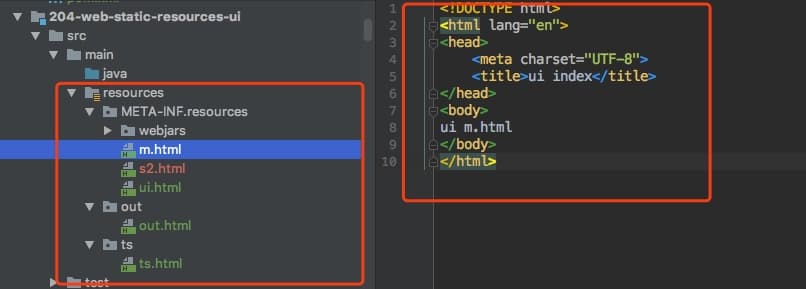 204-web-static-resources-ui
src
main
java
resources
META-INF.resources
webjars
m.html
s2.html
ui.html
out
out.html
ts
ts.html
test
1 <!DOCTYPE html>
2 <html lang="en">
3 <head>
4 <meta charset="UTF-8">
5 <title>ui index</title>
6 </head>
7 <body>
8 ui m.html
9 </body>
10 </html>